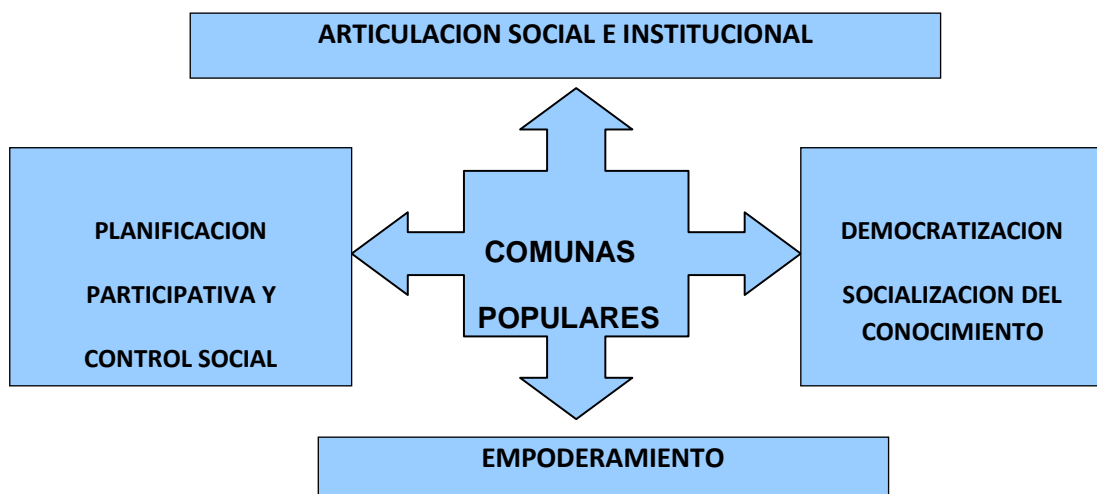 ARTICULACION SOCIAL E INSTITUCIONAL
PLANIFICACION
PARTICIPATIVA Y
CONTROL SOCIAL
COMUNAS
POPULARES
DEMOCRATIZACION
SOCIALIZACION DEL
CONOCIMIENTO
EMPODERAMIENTO